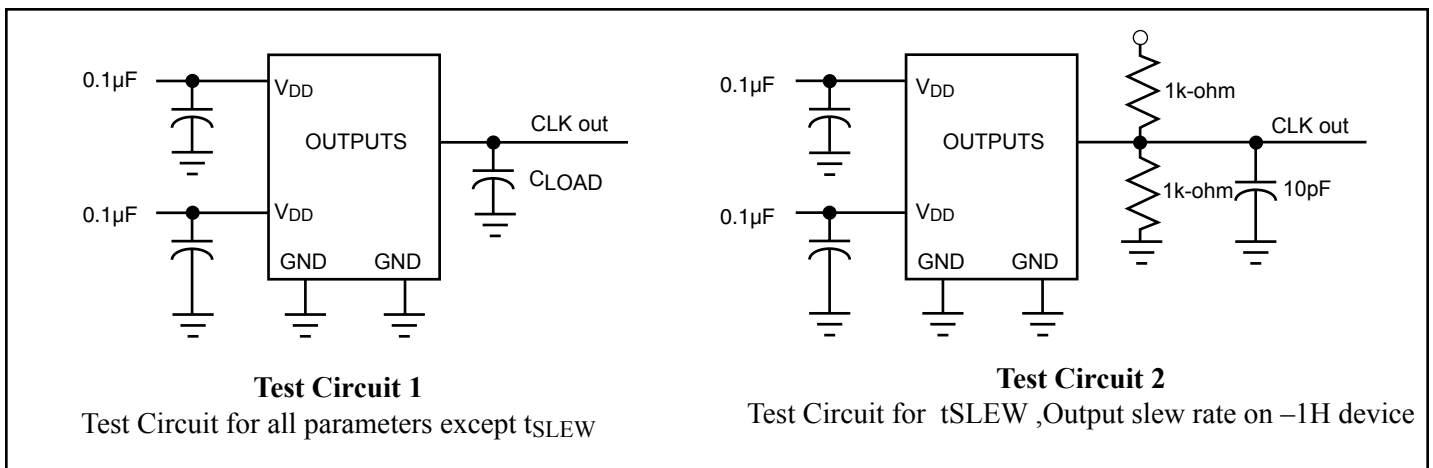 0.1µF
VDD
OUTPUTS
CLK out
CLOAD
0.1µF
VDD
GND GND
Test Circuit 1
Test Circuit for all parameters except tSLEW
0.1µF
VDD
1k-ohm
OUTPUTS
CLK out
1k-ohm
10pF
0.1µF
VDD
GND GND
Test Circuit 2
Test Circuit for tSLEW ,Output slew rate on –1H device